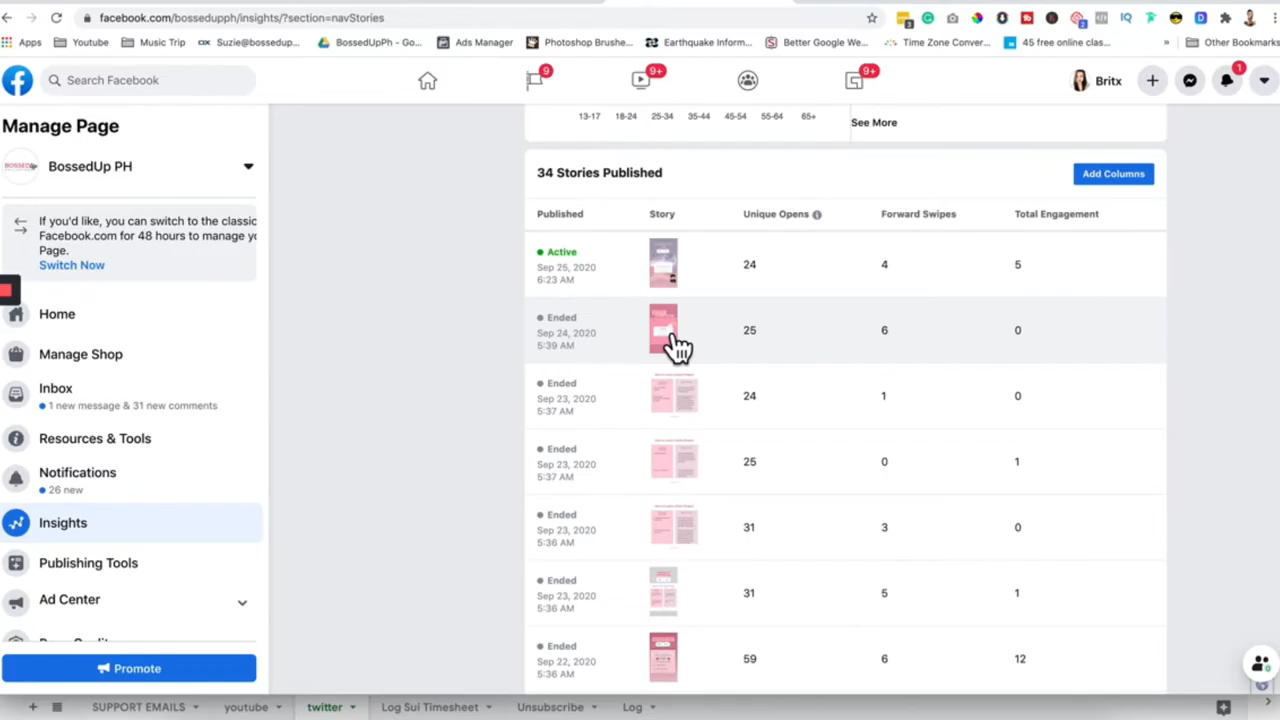 facebook.com/bossedupph/insights/?section=navStories
Apps
Youtube
Music Trip
Suzie@bossedup...
BossedUpPh - Go...
Ads Manager
Photoshop Brushe...
Earthquake Inform...
Better Google We...
Time Zone Conver...
45 free online clas...
»
Other Bookmarks
Search Facebook
9
9+
9+
Britx
1
Manage Page
BossedUp PH
If you'd like, you can switch to the classic
Facebook.com for 48 hours to manage yo
Page.
Switch Now
Home
Manage Shop
Inbox
1 new message & 31 new comments
Resources & Tools
Notifications
26 new
Insights
Publishing Tools
Ad Center
Promote
13-17 18-24 25-34 35-44 45-54 55-64 65+
See More
34 Stories Published
Add Columns
Published Story Unique Opens Forward Swipes Total Engagement
Active
Sep 25, 2020
6:23 AM
24 4 5
Ended
Sep 24, 2020
5:39 AM
25 6 0
Ended
Sep 23, 2020
5:37 AM
24 1 0
Ended
Sep 23, 2020
5:37 AM
25 0 1
Ended
Sep 23, 2020
5:36 AM
31 3 0
Ended
Sep 23, 2020
5:36 AM
31 5 1
Ended
Sep 22, 2020
5:36 AM
59 6 12
SUPPORT EMAILS
youtube
twitter
Log Sui Timesheet
Unsubscribe
Log